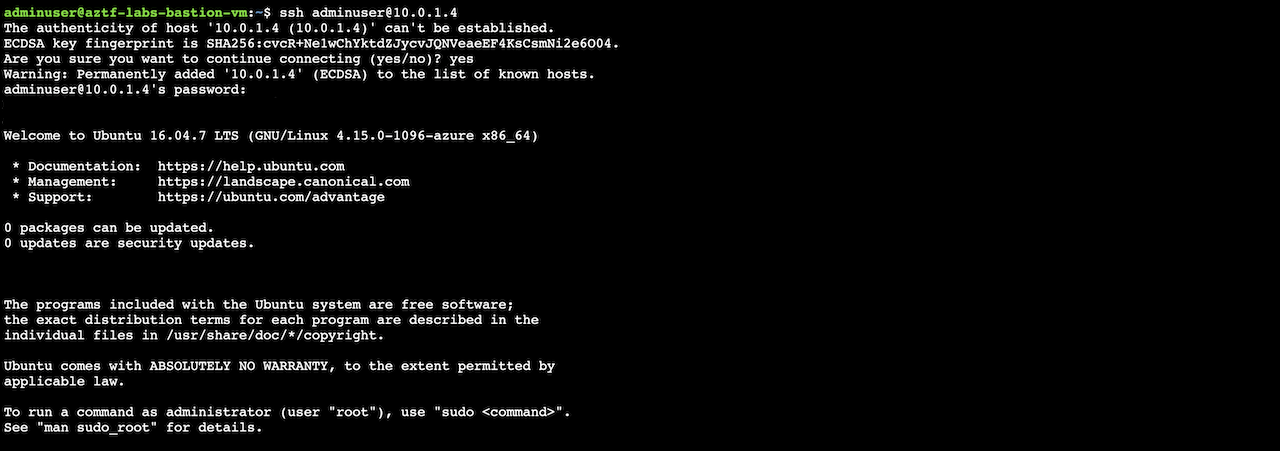 adminuser@aztf-labs-bastion-vm:~$ ssh adminuser@10.0.1.4
The authenticity of host '10.0.1.4 (10.0.1.4)' can't be established.
ECDSA key fingerprint is SHA256:cvcR+Ne1wChYktdZJycvJQNVeaeEF4KsCsmNi2e6O04.
Are you sure you want to continue connecting (yes/no)? yes
Warning: Permanently added '10.0.1.4' (ECDSA) to the list of known hosts.
adminuser@10.0.1.4's password:
Welcome to Ubuntu 16.04.7 LTS (GNU/Linux 4.15.0-1096-azure x86_64)
* Documentation:  https://help.ubuntu.com
* Management:     https://landscape.canonical.com
* Support:        https://ubuntu.com/advantage
0 packages can be updated.
0 updates are security updates.
The programs included with the Ubuntu system are free software;
the exact distribution terms for each program are described in the
individual files in /usr/share/doc/*/copyright.
Ubuntu comes with ABSOLUTELY NO WARRANTY, to the extent permitted by
applicable law.
To run a command as administrator (user "root"), use "sudo <command>".
See "man sudo_root" for details.